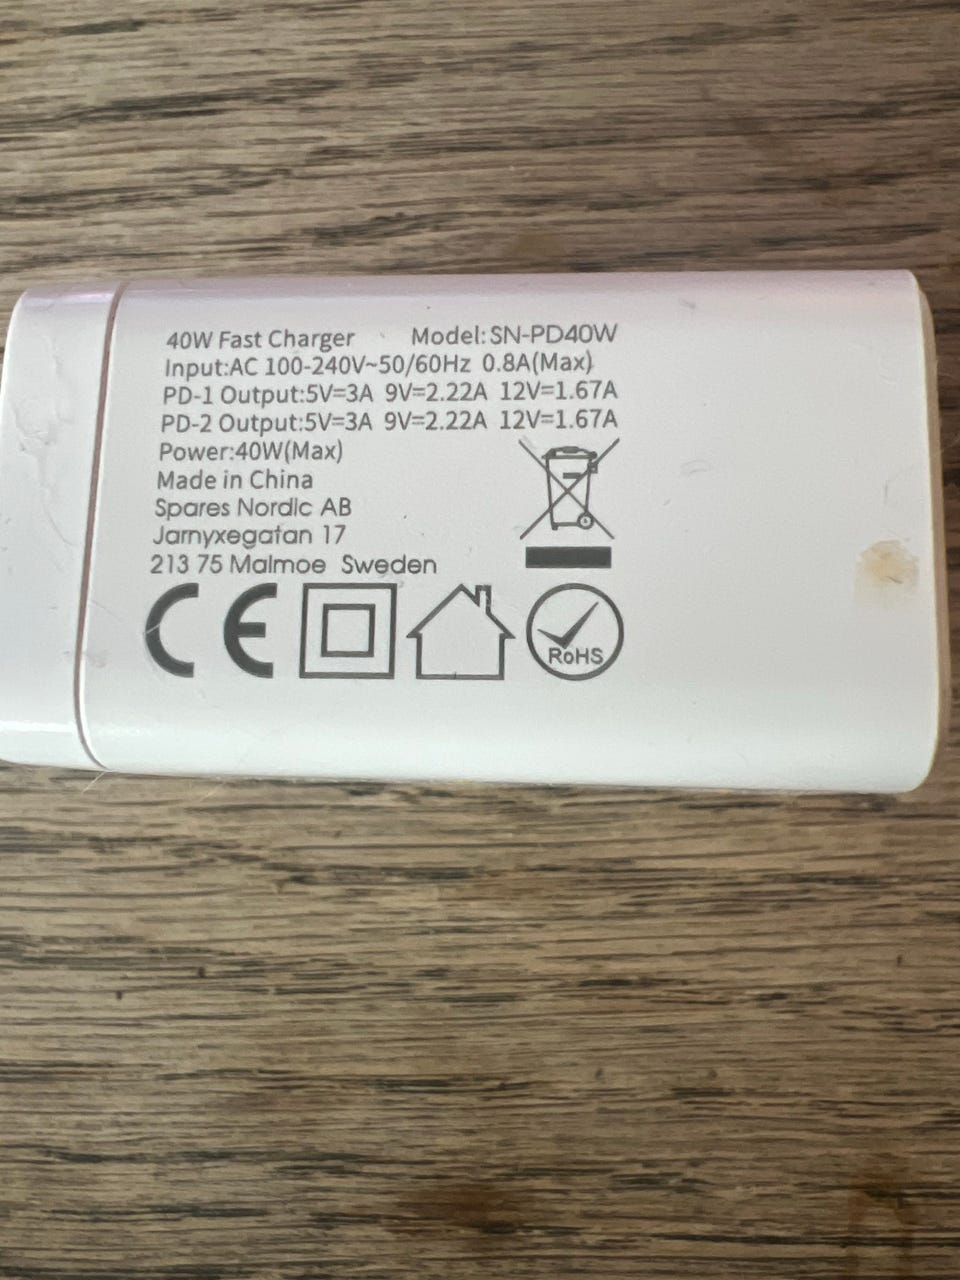 40W Fast Charger Model:SN-PD40W
Input:AC 100-240V~50/60Hz 0.8A(Max)
PD-1 Output:5V=3A 9V=2.22A 12V=1.67A
PD-2 Output:5V=3A 9V=2.22A 12V=1.67A
Power:40W(Max)
Made in China
Spares Nordic AB
Jarnyxegatan 17
213 75 Malmoe Sweden
CE
RoHS